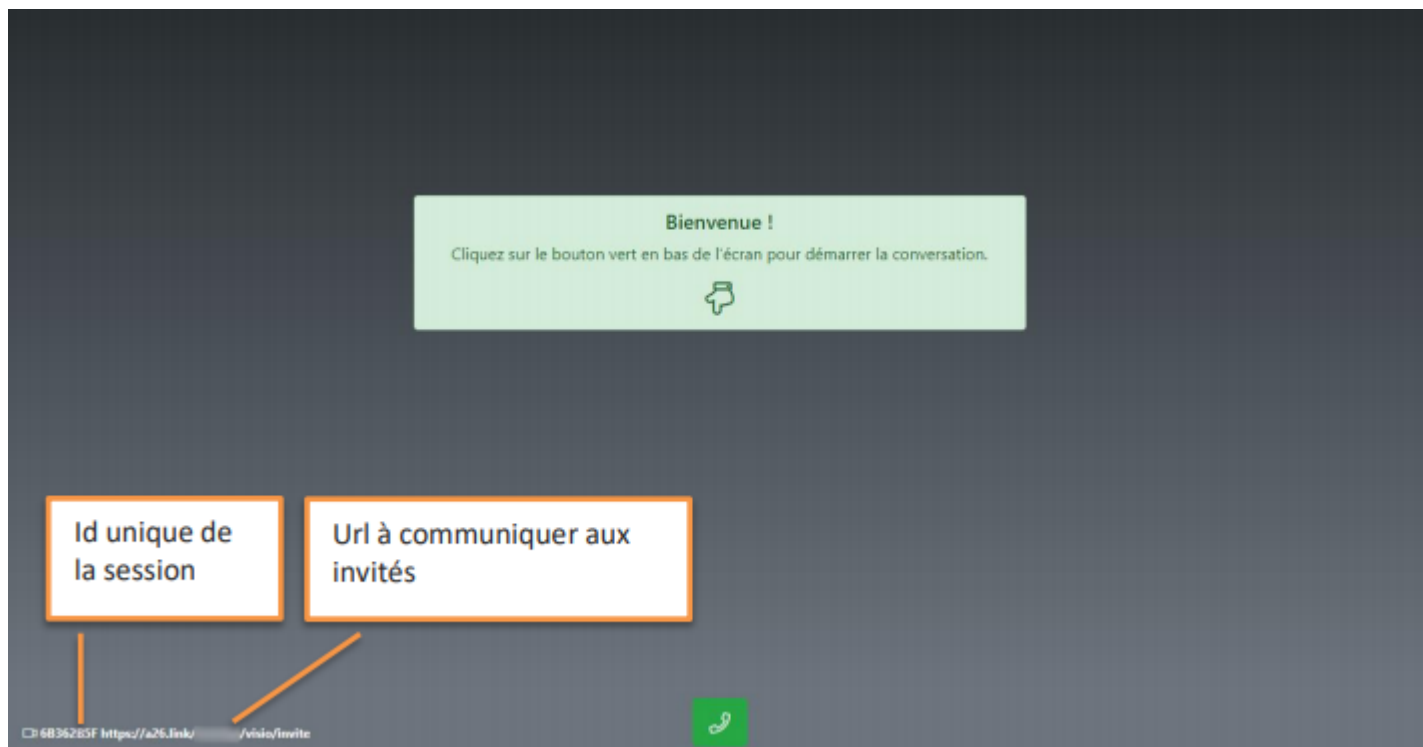 Bienvenue !
Cliquez sur le bouton vert en bas de l'écran pour démarrer la conversation.
Id unique de
la session
Url à communiquer aux
invités
6B362B5F https://a26.link/ /visio/invite